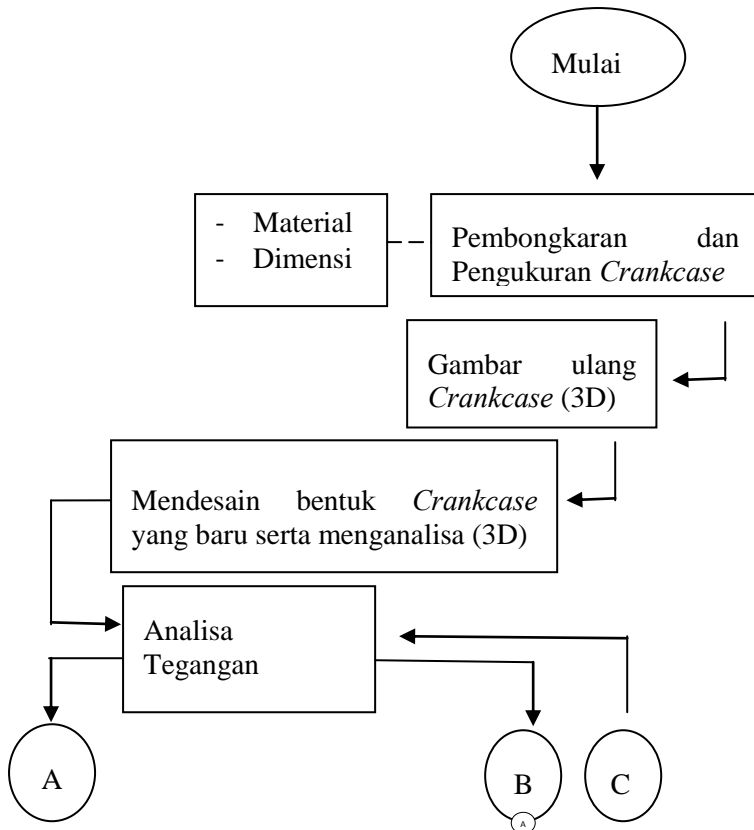 Mulai
- Material
- Dimensi
Pembongkaran dan
Pengukuran Crankcase
Gambar ulang
Crankcase (3D)
Mendesain bentuk Crankcase
yang baru serta menganalisa (3D)
Analisa
Tegangan
A
B
C
A